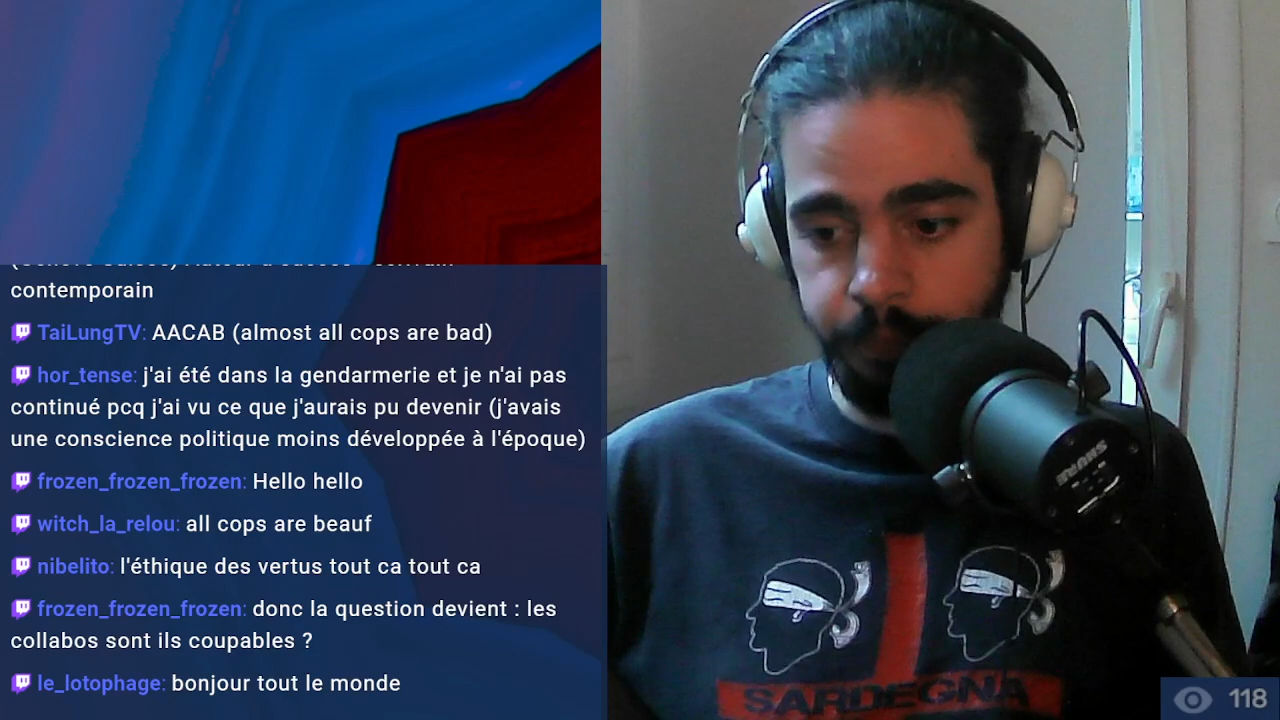 contemporain
TaiLungTV: AACAB (almost all cops are bad)
hor_tense: j'ai été dans la gendarmerie et je n'ai pas
continué pcq j'ai vu ce que j'aurais pu devenir (j'avais
une conscience politique moins développée à l'époque)
frozen_frozen_frozen: Hello hello
witch_la_relou: all cops are beauf
nibelito: l'éthique des vertus tout ca tout ca
frozen_frozen_frozen: donc la question devient : les
collabos sont ils coupables ?
le_lotophage: bonjour tout le monde
SARDEGNA
118